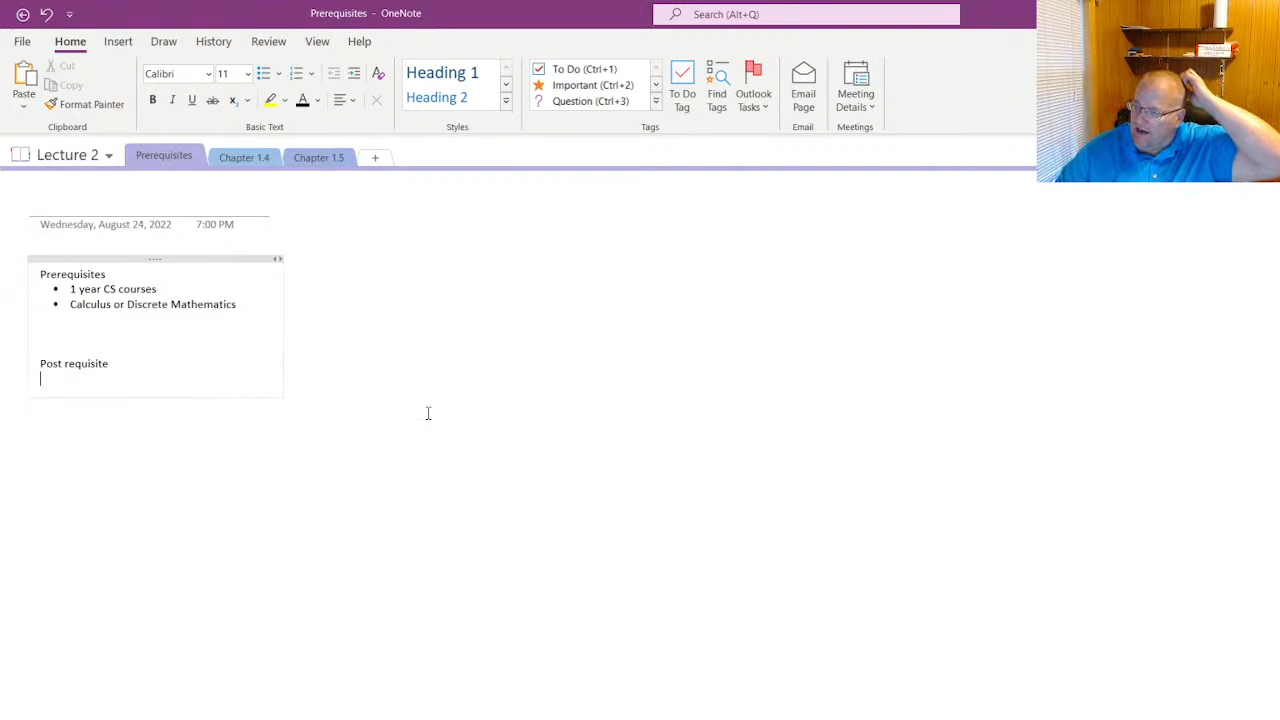 Prerequisites - OneNote
Search (Alt+Q)
File Home Insert Draw History Review View Help
Paste
Cut
Copy
Format Painter
Clipboard
Calibri 11
B I U ab x₂ A
Basic Text
Heading 1
Heading 2
Styles
To Do (Ctrl+1)
Important (Ctrl+2)
? Question (Ctrl+3)
To Do Tag
Find Tags
Outlook Tasks
Tags
Email Page
Email
Meeting Details
Meetings
Lecture 2 Prerequisites Chapter 1.4 Chapter 1.5 +
Wednesday, August 24, 2022 7:00 PM
Prerequisites
• 1 year CS courses
• Calculus or Discrete Mathematics
Post requisite